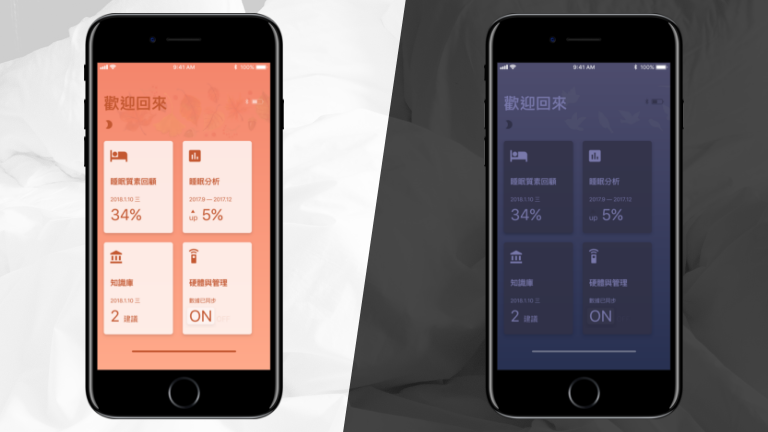 9:41 AM 100%
歡迎回來
睡眠質素回顧
2018.1.10 三
34%
睡眠分析
2017.9 — 2017.12
up 5%
知識庫
2018.1.10 三
2 建議
硬體與管理
數據已同步
ON
9:41 AM 100%
歡迎回來
睡眠質素回顧
2018.1.10 三
34%
睡眠分析
2017.9 — 2017.12
up 5%
知識庫
2018.1.10 三
2 建議
硬體與管理
數據已同步
ON